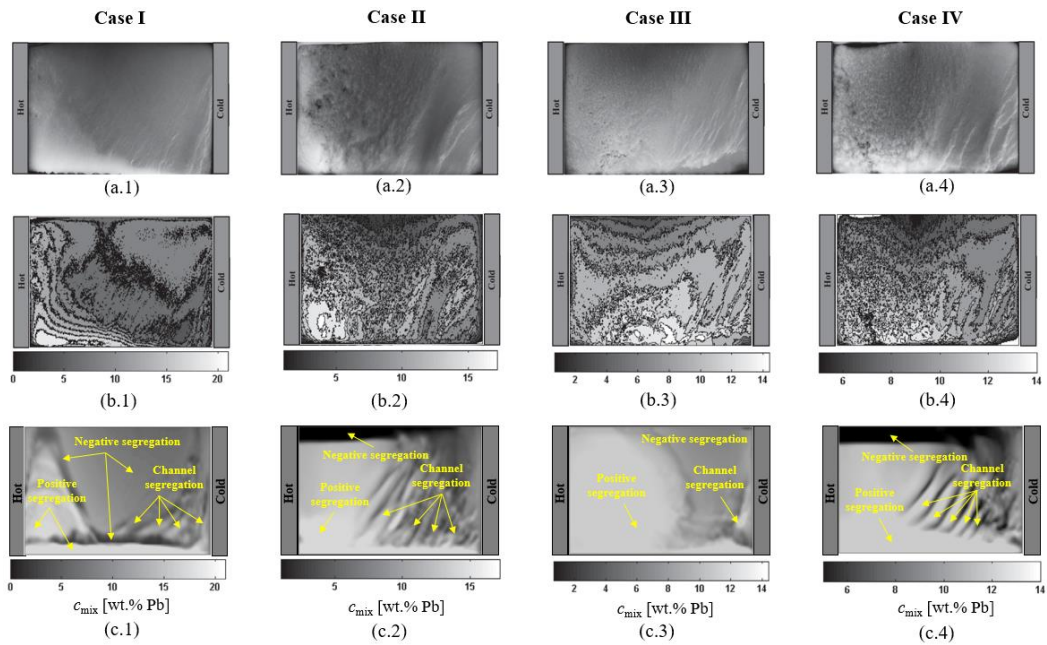 Case I Case II Case III Case IV
Hot Cold Hot Cold Hot Cold Hot Cold
(a.1) (a.2) (a.3) (a.4)
Hot Cold Hot Cold Hot Cold Hot Cold
0 5 10 15 20 5 10 15 2 4 6 8 10 12 14 6 8 10 12 14
(b.1) (b.2) (b.3) (b.4)
Hot Cold Hot Cold Hot Cold Hot Cold
Negative segregation
Positive segregation
Channel segregation
Negative segregation
Positive segregation
Channel segregation
Negative segregation
Positive segregation
Channel segregation
Negative segregation
Positive segregation
Channel segregation
0 5 10 15 20 5 10 15 2 4 6 8 10 12 14 6 8 10 12 14
cmix [wt.% Pb] cmix [wt.% Pb] cmix [wt.% Pb] cmix [wt.% Pb]
(c.1) (c.2) (c.3) (c.4)